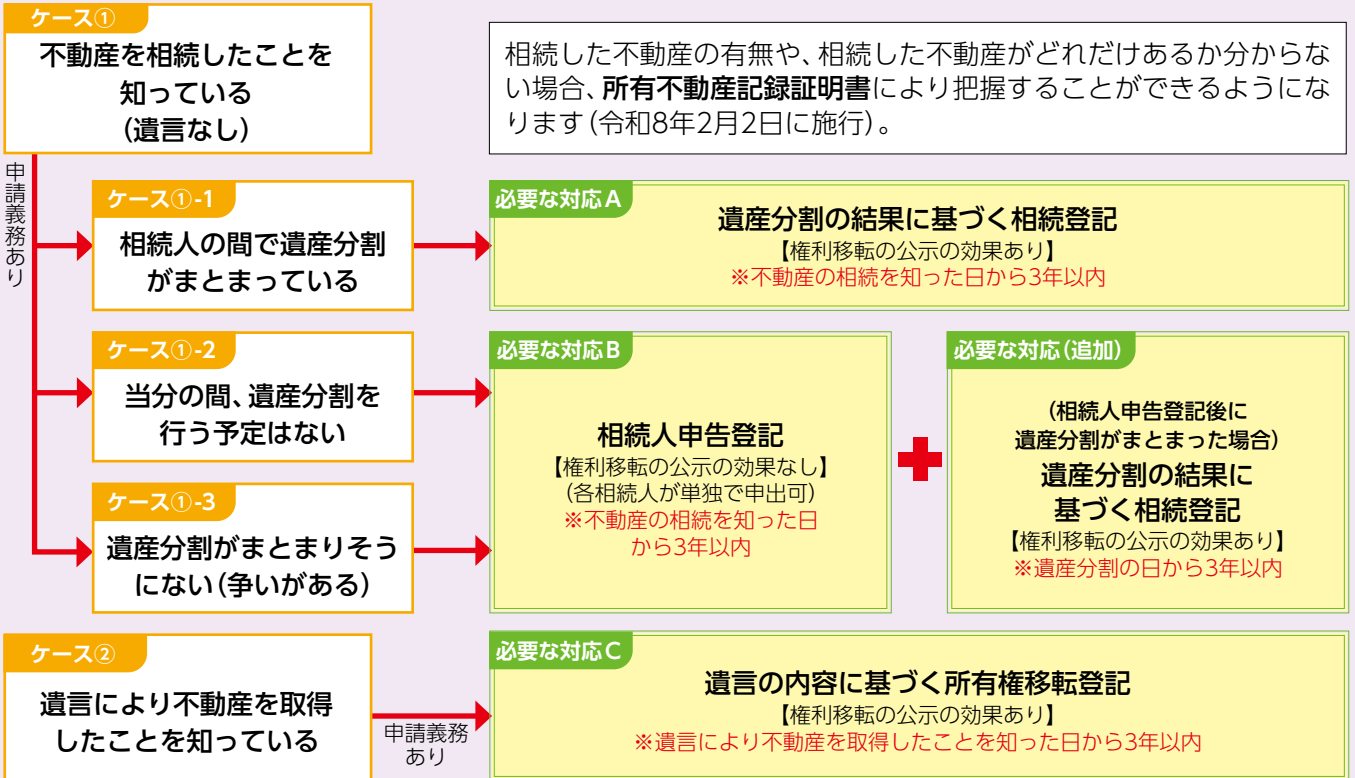 ケース①
不動産を相続したことを
知っている
（遺言なし）
相続した不動産の有無や、相続した不動産がどれだけあるか分からな
い場合、所有不動産記録証明書により把握することができるようにな
ります（令和8年2月2日に施行）。
申請義務あり
ケース①-1
相続人の間で遺産分割
がまとまっている
必要な対応A
遺産分割の結果に基づく相続登記
【権利移転の公示の効果あり】
※不動産の相続を知った日から3年以内
ケース①-2
当分の間、遺産分割を
行う予定はない
ケース①-3
遺産分割がまとまりそう
にない（争いがある）
必要な対応B
相続人申告登記
【権利移転の公示の効果なし】
（各相続人が単独で申出可）
※不動産の相続を知った日
から3年以内
必要な対応（追加）
（相続人申告登記後に
遺産分割がまとまった場合）
遺産分割の結果に
基づく相続登記
【権利移転の公示の効果あり】
※遺産分割の日から3年以内
ケース②
遺言により不動産を取得
したことを知っている
申請義務
あり
必要な対応C
遺言の内容に基づく所有権移転登記
【権利移転の公示の効果あり】
※遺言により不動産を取得したことを知った日から3年以内